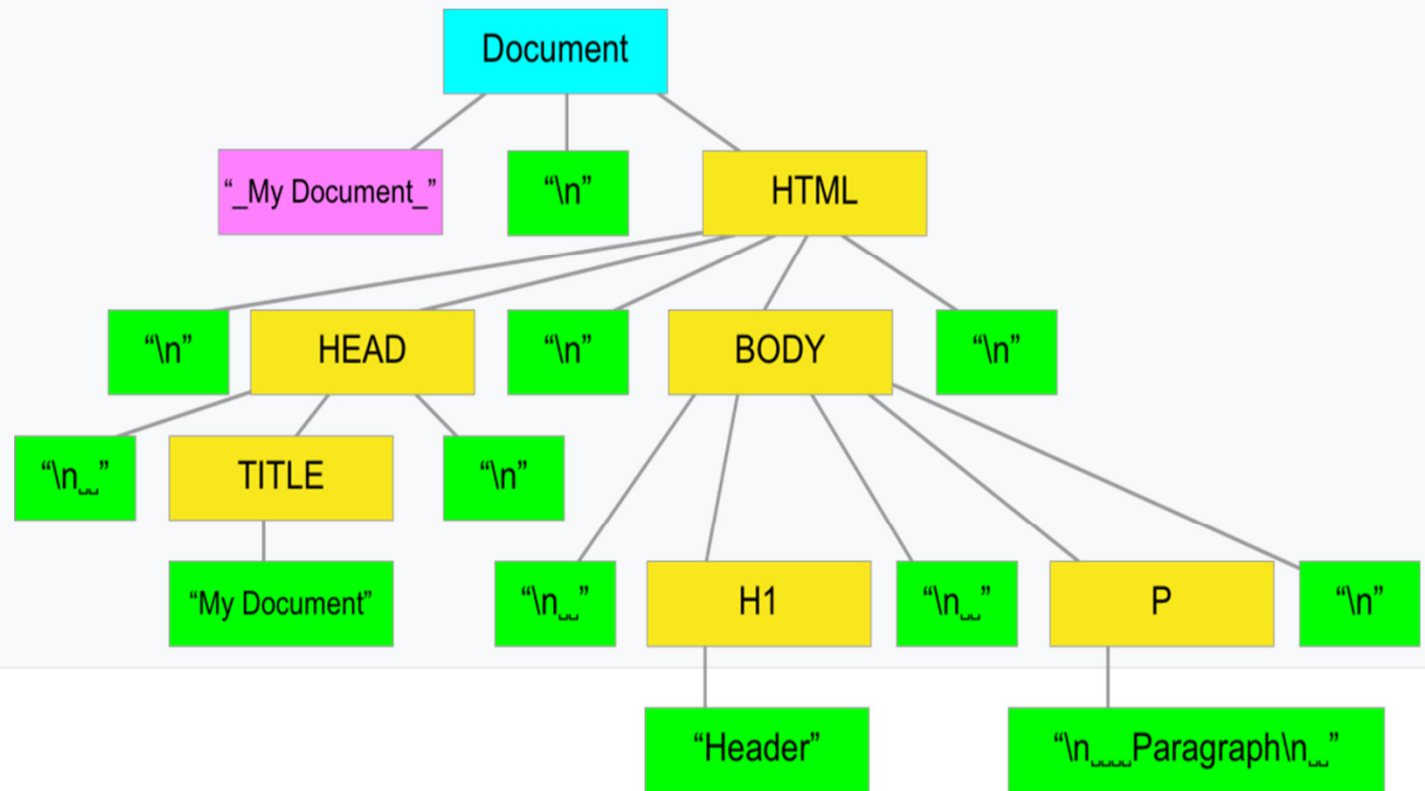 Document
“_My Document_”
“\n”
HTML
“\n”
HEAD
“\n”
BODY
“\n”
“\n␣␣”
TITLE
“\n”
“My Document”
“\n␣␣”
H1
“\n␣␣”
P
“\n”
“Header”
“\n␣␣␣␣Paragraph\n␣␣”